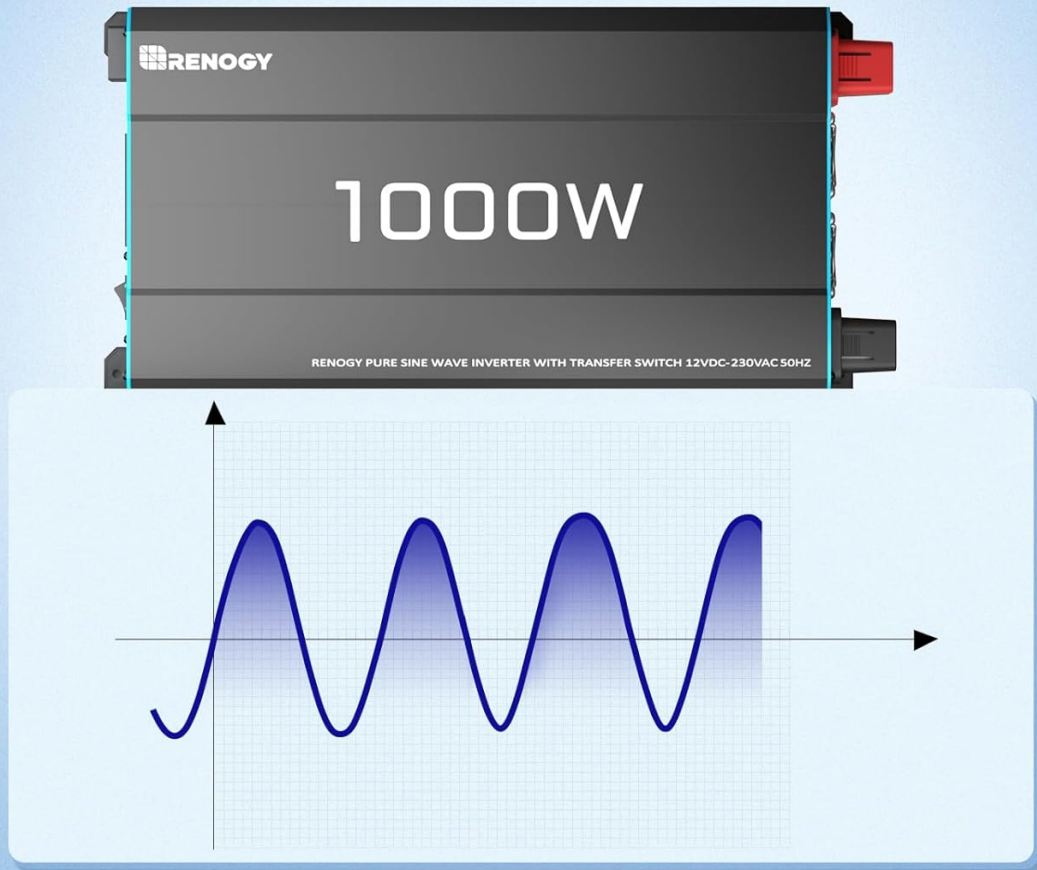 RENOGY
1000W
RENOGY PURE SINE WAVE INVERTER WITH TRANSFER SWITCH 12VDC-230VAC 50HZ